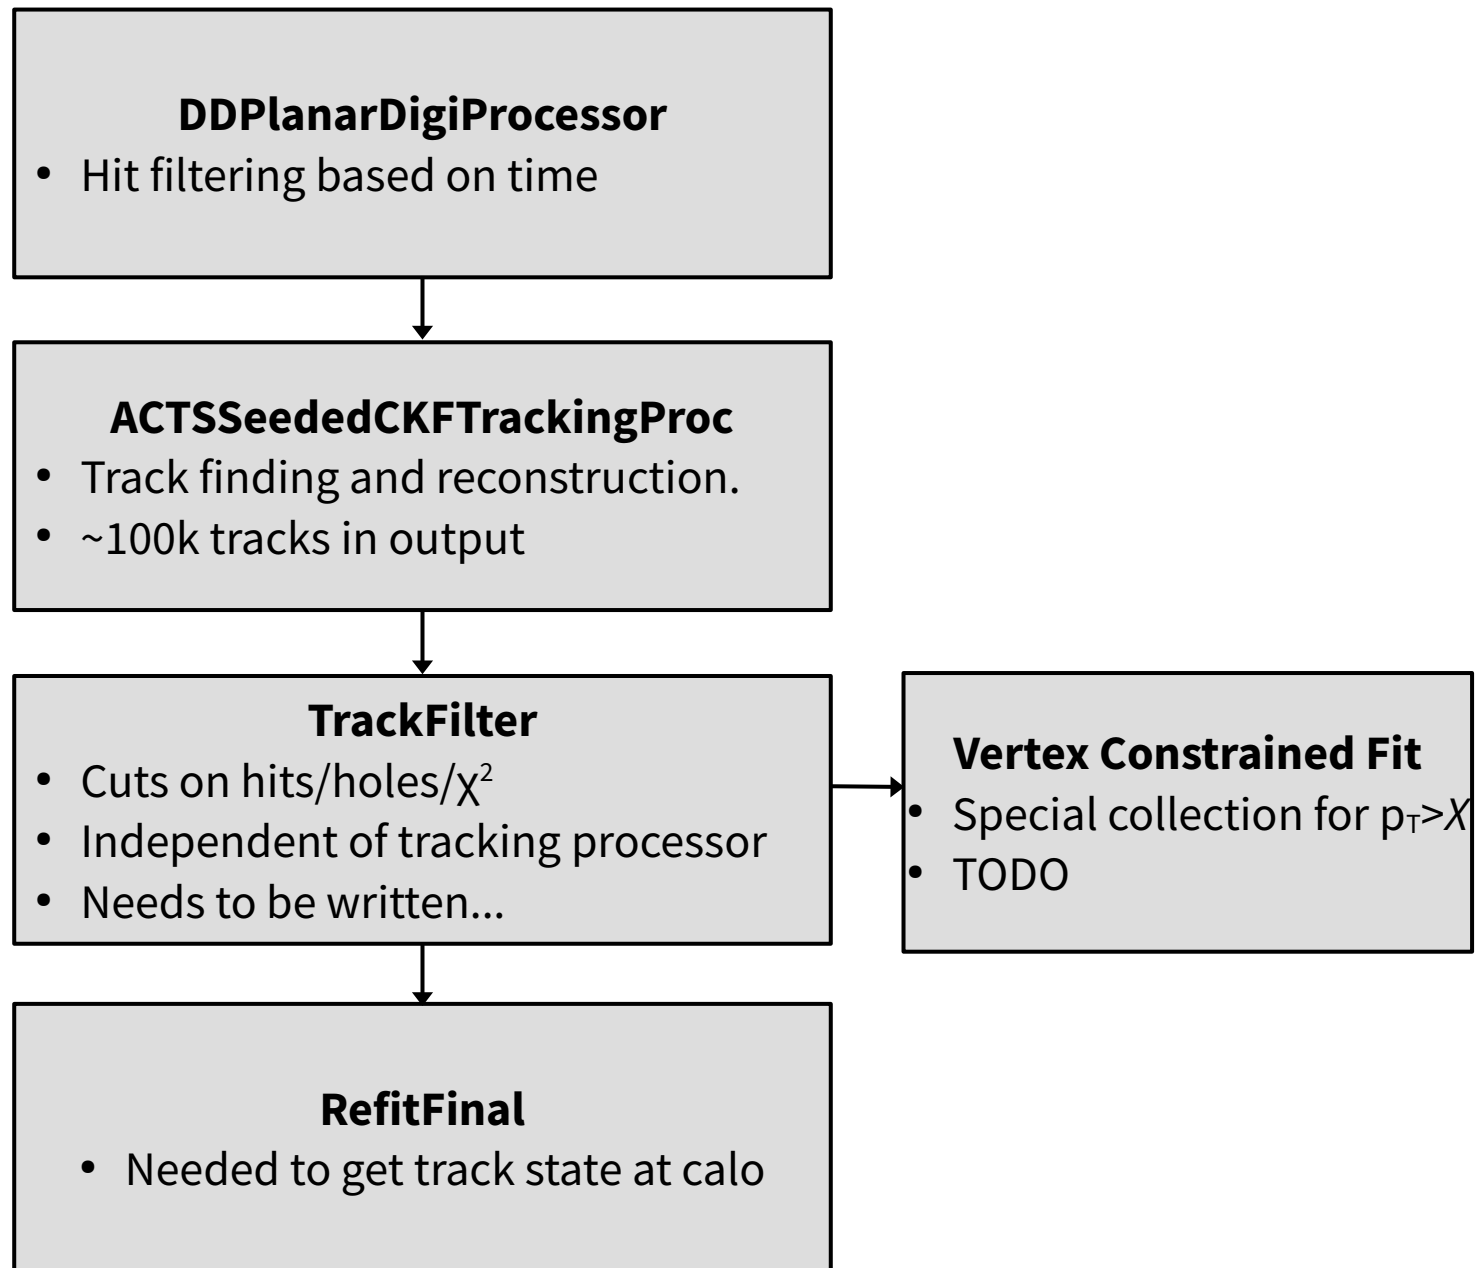 DDPlanarDigiProcessor
• Hit filtering based on time
ACTSSeededCKFTrackingProc
• Track finding and reconstruction.
• ~100k tracks in output
TrackFilter
• Cuts on hits/holes/χ²
• Independent of tracking processor
• Needs to be written...
Vertex Constrained Fit
• Special collection for pT>X
• TODO
RefitFinal
• Needed to get track state at calo